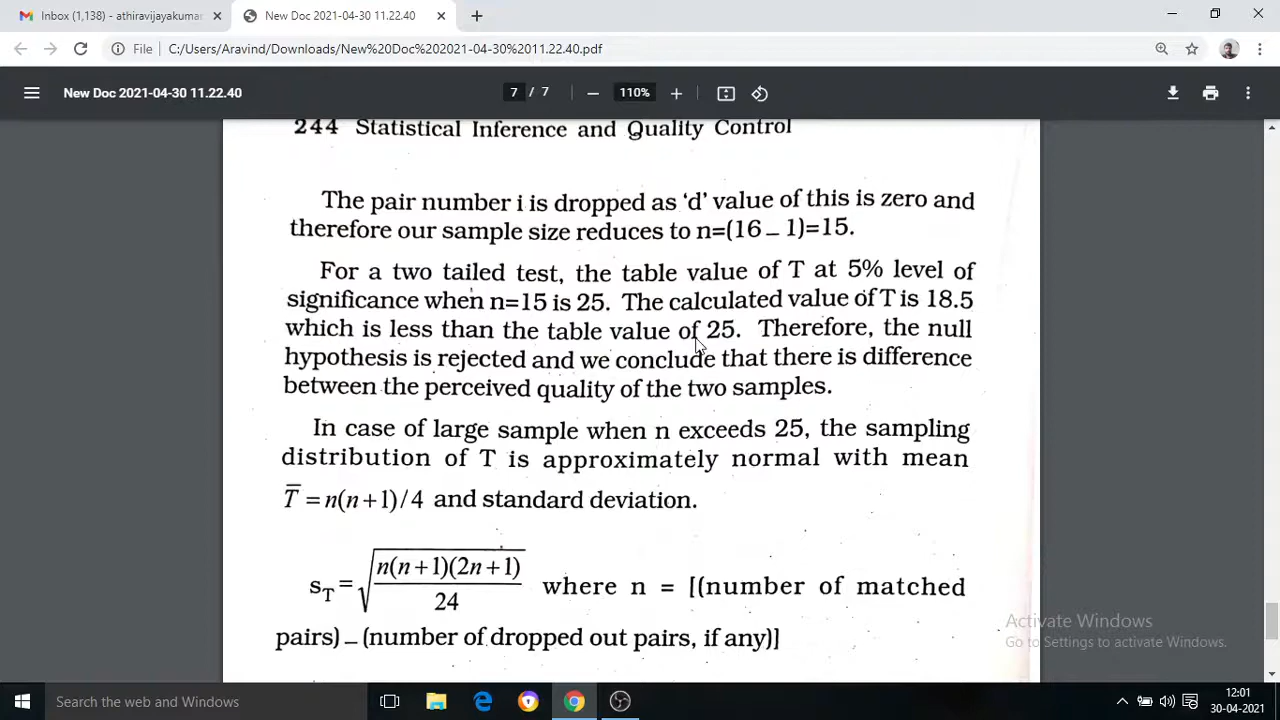 Inbox (1,138) - athiravijayakumar
New Doc 2021-04-30 11.22.40
File
C:/Users/Aravind/Downloads/New%20Doc%202021-04-30%2011.22.40.pdf
New Doc 2021-04-30 11.22.40
7 / 7
110%
244 Statistical Inference and Quality Control
The pair number i is dropped as ‘d’ value of this is zero and
therefore our sample size reduces to n=(16 – 1)=15.
For a two tailed test, the table value of T at 5% level of
significance when n=15 is 25. The calculated value of T is 18.5
which is less than the table value of 25. Therefore, the null
hypothesis is rejected and we conclude that there is difference
between the perceived quality of the two samples.
In case of large sample when n exceeds 25, the sampling
distribution of T is approximately normal with mean
T̅ = n(n+1)/4 and standard deviation.
s_T = √(n(n+1)(2n+1)/24) where n = [(number of matched
pairs) – (number of dropped out pairs, if any)]
Activate Windows
Go to Settings to activate Windows.
Search the web and Windows
12:01
30-04-2021